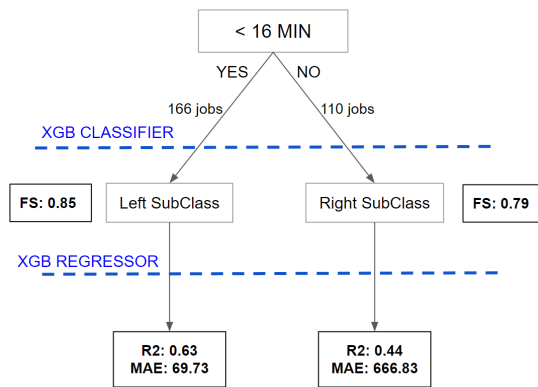 < 16 MIN
YES
NO
166 jobs
110 jobs
XGB CLASSIFIER
FS: 0.85
Left SubClass
Right SubClass
FS: 0.79
XGB REGRESSOR
R2: 0.63
MAE: 69.73
R2: 0.44
MAE: 666.83